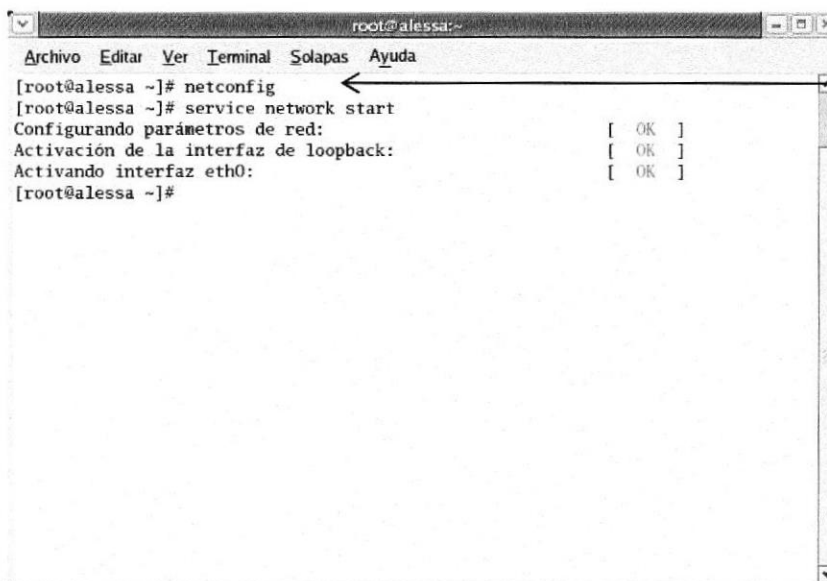 root@alessa:~
Archivo Editar Ver Terminal Solapas Ayuda
[root@alessa ~]# netconfig
[root@alessa ~]# service network start
Configurando parámetros de red: [ OK ]
Activación de la interfaz de loopback: [ OK ]
Activando interfaz eth0: [ OK ]
[root@alessa ~]#